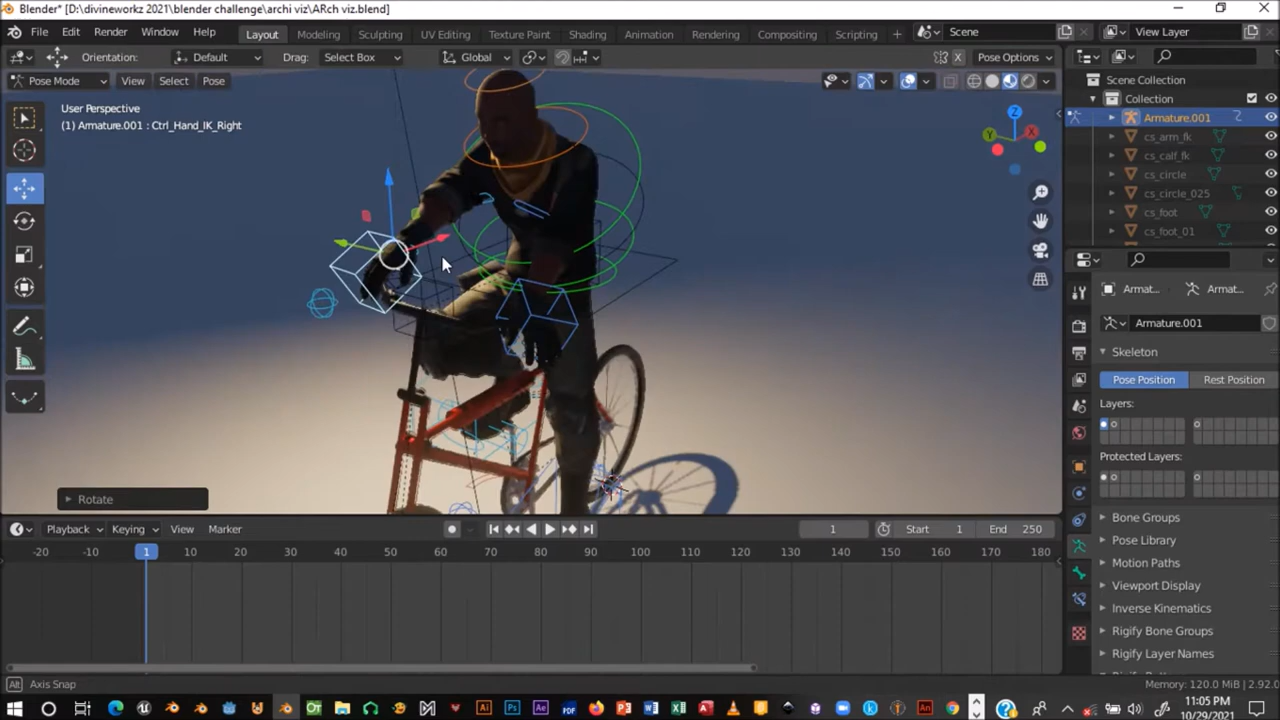 Blender* [D:\divineworkz 2021\blender challenge\archi viz\ARch viz.blend]
File Edit Render Window Help Layout Modeling Sculpting UV Editing Texture Paint Shading Animation Rendering Compositing Scripting Scene View Layer
Orientation: Default Drag: Select Box Global X Pose Options
Pose Mode View Select Pose
User Perspective
(1) Armature.001 : Ctrl_Hand_IK_Right
Z
Y
X
Rotate
Scene Collection
Collection
Armature.001
cs_arm_fk
cs_calf_fk
cs_circle
cs_circle_025
cs_foot
cs_foot_01
Armat... Armat...
Armature.001
Skeleton
Pose Position Rest Position
Layers:
Protected Layers:
Bone Groups
Pose Library
Motion Paths
Viewport Display
Inverse Kinematics
Rigify Bone Groups
Rigify Layer Names
Playback Keying View Marker 1 Start 1 End 250
-20 -10 1 10 20 30 40 50 60 70 80 90 100 110 120 130 140 150 160 170 180
Alt Axis Snap Memory: 120.0 MiB | 2.92.0
11:05 PM
10/29/2021